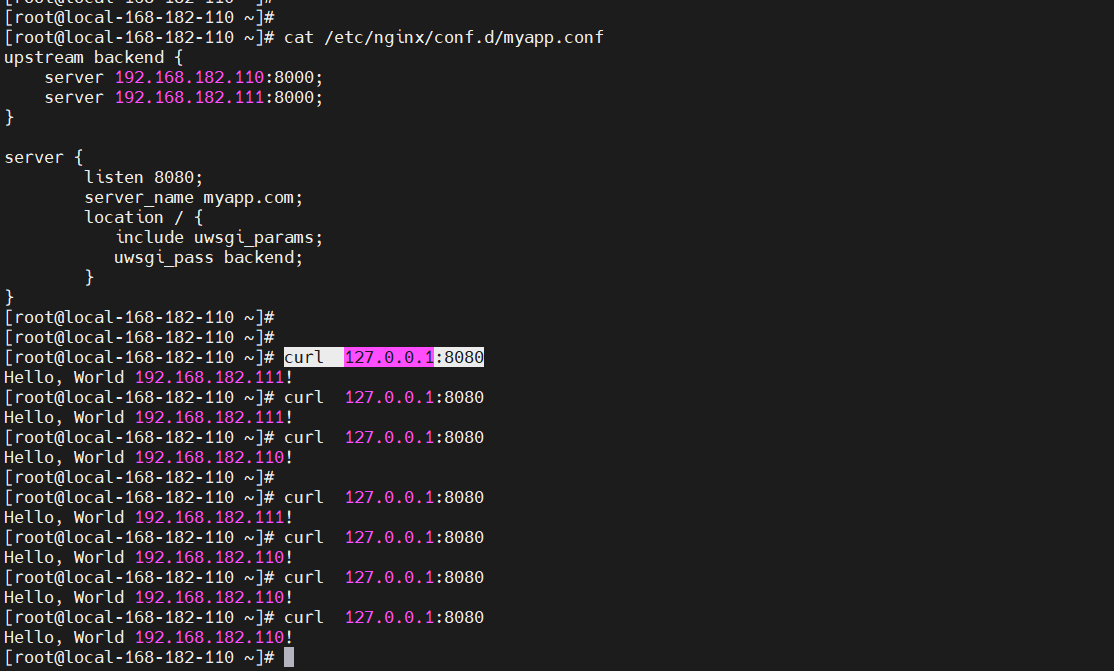 [root@local-168-182-110 ~]#
[root@local-168-182-110 ~]#
[root@local-168-182-110 ~]# cat /etc/nginx/conf.d/myapp.conf
upstream backend {
    server 192.168.182.110:8000;
    server 192.168.182.111:8000;
}

server {
        listen 8080;
        server_name myapp.com;
        location / {
           include uwsgi_params;
           uwsgi_pass backend;
        }
}
[root@local-168-182-110 ~]#
[root@local-168-182-110 ~]#
[root@local-168-182-110 ~]# curl  127.0.0.1:8080
Hello, World 192.168.182.111!
[root@local-168-182-110 ~]# curl  127.0.0.1:8080
Hello, World 192.168.182.111!
[root@local-168-182-110 ~]# curl  127.0.0.1:8080
Hello, World 192.168.182.110!
[root@local-168-182-110 ~]#
[root@local-168-182-110 ~]# curl  127.0.0.1:8080
Hello, World 192.168.182.111!
[root@local-168-182-110 ~]# curl  127.0.0.1:8080
Hello, World 192.168.182.110!
[root@local-168-182-110 ~]# curl  127.0.0.1:8080
Hello, World 192.168.182.110!
[root@local-168-182-110 ~]# curl  127.0.0.1:8080
Hello, World 192.168.182.110!
[root@local-168-182-110 ~]#